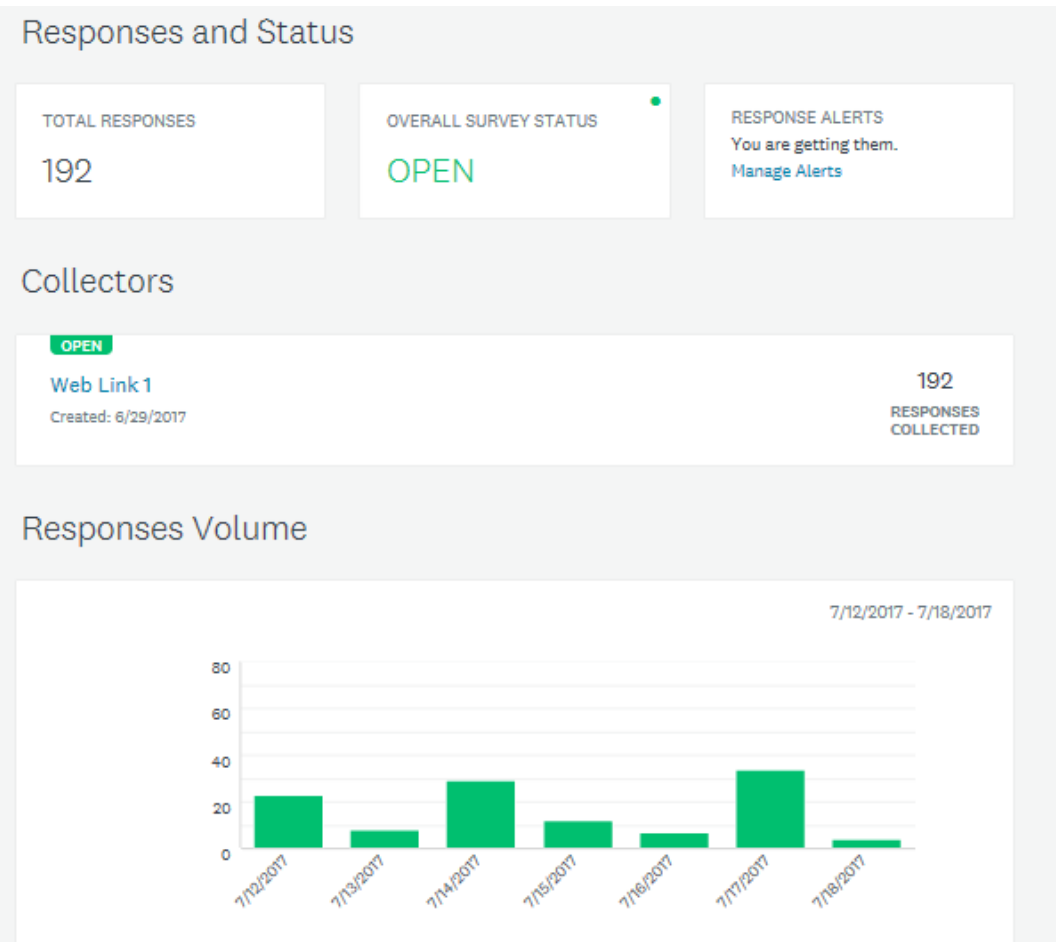 Responses and Status
TOTAL RESPONSES
192
OVERALL SURVEY STATUS
OPEN
RESPONSE ALERTS
You are getting them.
Manage Alerts
Collectors
OPEN
Web Link 1
Created: 6/29/2017
192
RESPONSES
COLLECTED
Responses Volume
7/12/2017 - 7/18/2017
80
60
40
20
0
7/12/2017
7/13/2017
7/14/2017
7/15/2017
7/16/2017
7/17/2017
7/18/2017